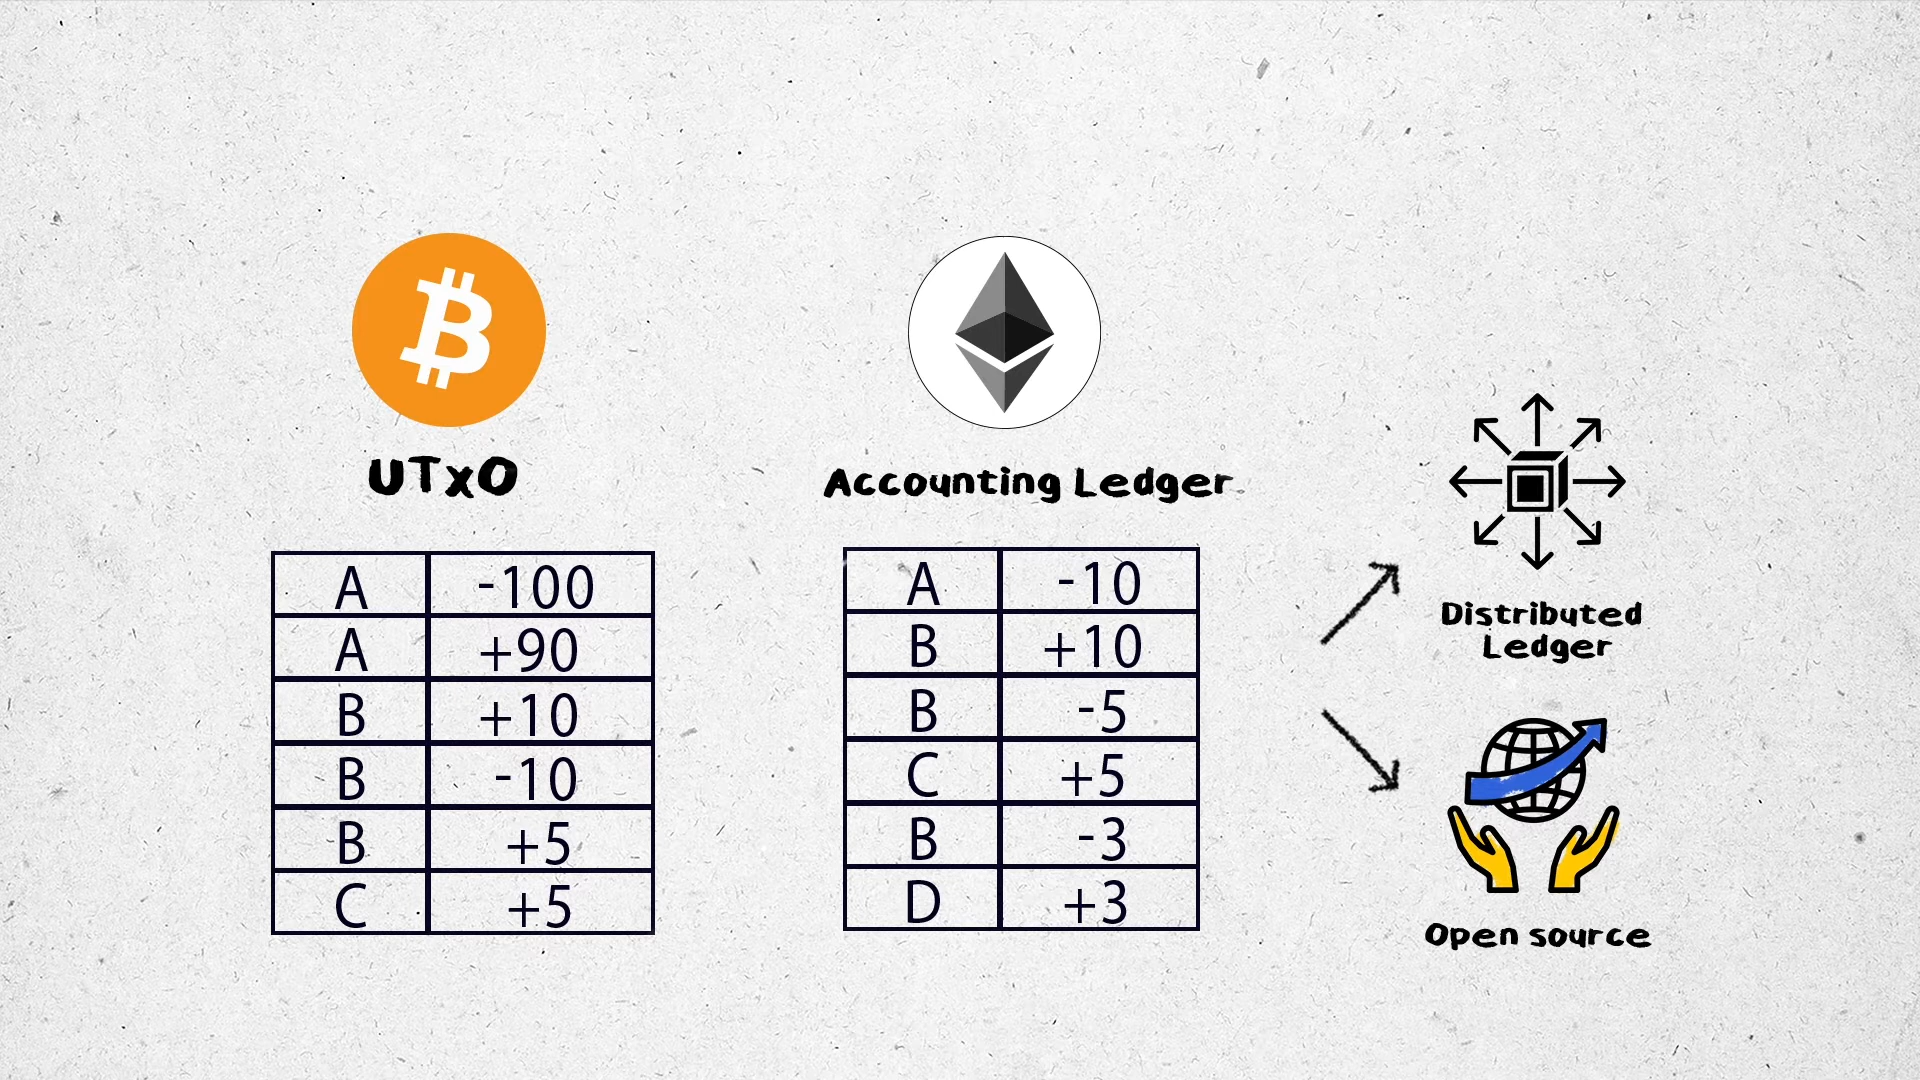 UTxO
A -100
A +90
B +10
B -10
B +5
C +5
Accounting Ledger
A -10
B +10
B -5
C +5
B -3
D +3
Distributed
Ledger
Open source